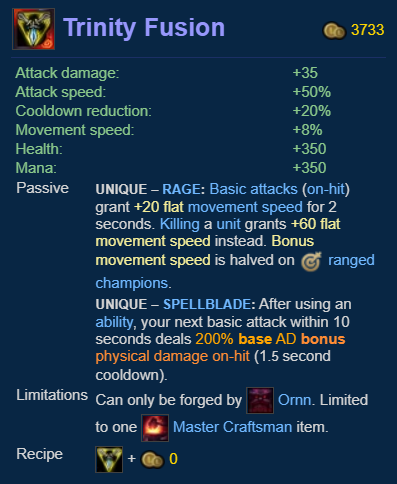 Trinity Fusion 3733
Attack damage: +35
Attack speed: +50%
Cooldown reduction: +20%
Movement speed: +8%
Health: +350
Mana: +350
Passive UNIQUE – RAGE: Basic attacks (on-hit)
grant +20 flat movement speed for 2
seconds. Killing a unit grants +60 flat
movement speed instead. Bonus
movement speed is halved on ranged
champions.
UNIQUE – SPELLBLADE: After using an
ability, your next basic attack within 10
seconds deals 200% base AD bonus
physical damage on-hit (1.5 second
cooldown).
Limitations Can only be forged by Ornn. Limited
to one Master Craftsman item.
Recipe + 0